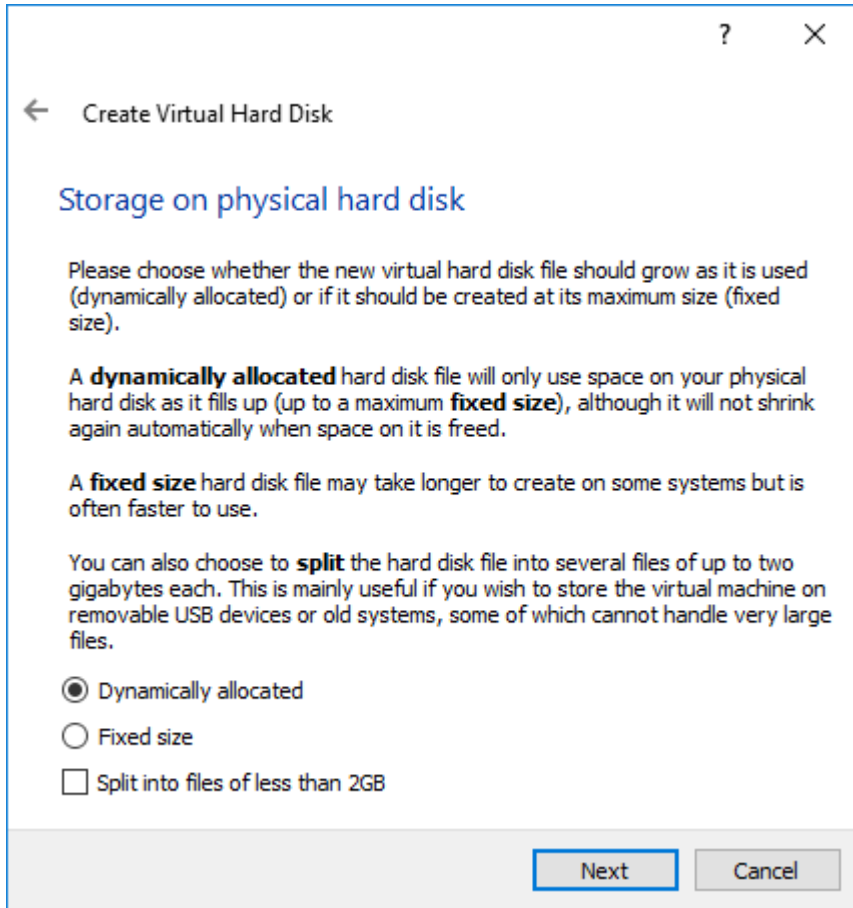 ?
Create Virtual Hard Disk
Storage on physical hard disk
Please choose whether the new virtual hard disk file should grow as it is used
(dynamically allocated) or if it should be created at its maximum size (fixed
size).
A dynamically allocated hard disk file will only use space on your physical
hard disk as it fills up (up to a maximum fixed size), although it will not shrink
again automatically when space on it is freed.
A fixed size hard disk file may take longer to create on some systems but is
often faster to use.
You can also choose to split the hard disk file into several files of up to two
gigabytes each. This is mainly useful if you wish to store the virtual machine on
removable USB devices or old systems, some of which cannot handle very large
files.
Dynamically allocated
Fixed size
Split into files of less than 2GB
Next Cancel